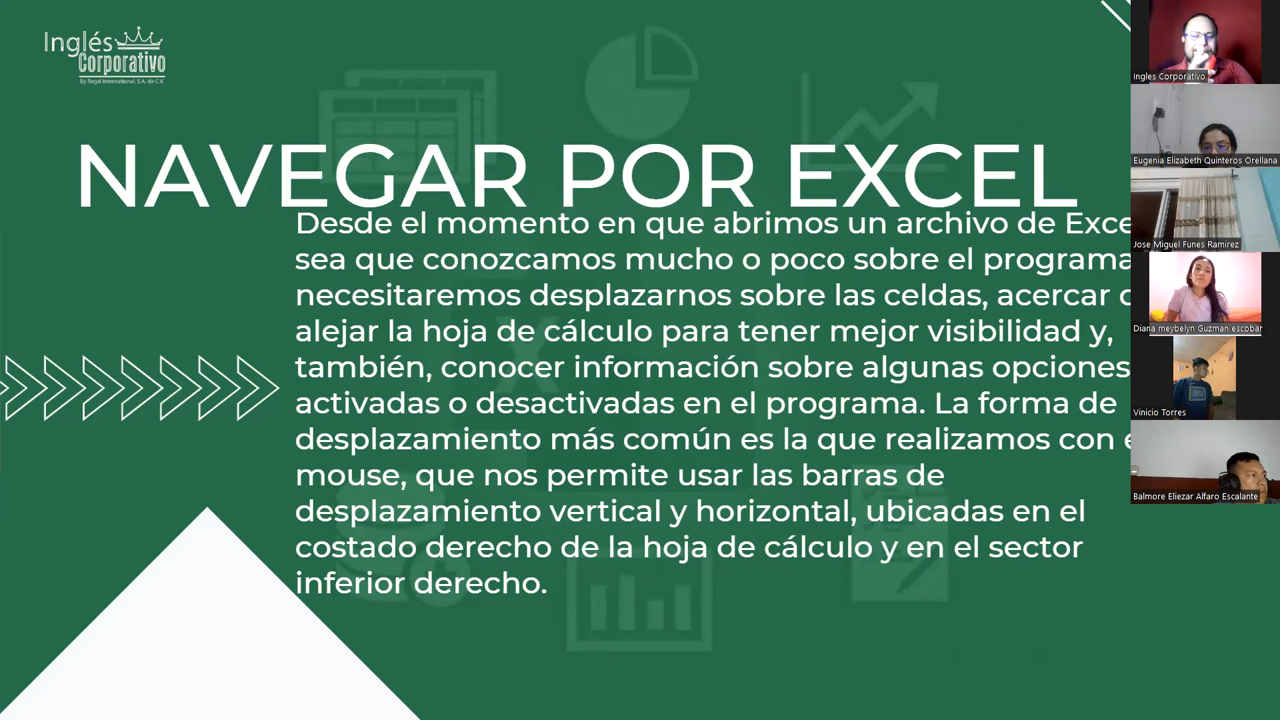 Inglés
Corporativo
By Regal International, S.A. de C.V.
NAVEGAR POR EXCEL
Desde el momento en que abrimos un archivo de Exce
sea que conozcamos mucho o poco sobre el programa
necesitaremos desplazarnos sobre las celdas, acercar o
alejar la hoja de cálculo para tener mejor visibilidad y,
también, conocer información sobre algunas opciones
activadas o desactivadas en el programa. La forma de
desplazamiento más común es la que realizamos con e
mouse, que nos permite usar las barras de
desplazamiento vertical y horizontal, ubicadas en el
costado derecho de la hoja de cálculo y en el sector
inferior derecho.
Ingles Corporativo
Eugenia Elizabeth Quinteros Orellana
Jose Miguel Funes Ramirez
Diana meybelyn Guzman escobar
Vinicio Torres
Balmore Eliezar Alfaro Escalante